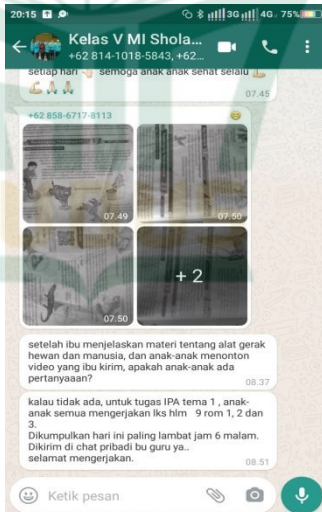 20:15 3G 4G 75%
Kelas V MI Shola...
+62 814-1018-5843, +62...
setiap hari semoga anak anak sehat selalu
07.45
+62 858-6717-8113
07.49
07.50
07.50
+ 2
setelah ibu menjelaskan materi tentang alat gerak
hewan dan manusia, dan anak-anak menonton
video yang ibu kirim, apakah anak-anak ada
pertanyaaan?
08.37
kalau tidak ada, untuk tugas IPA tema 1 , anak-
anak semua mengerjakan lks hlm 9 rom 1, 2 dan
3.
Dikumpulkan hari ini paling lambat jam 6 malam.
Dikirim di chat pribadi bu guru ya..
selamat mengerjakan.
08.51
Ketik pesan